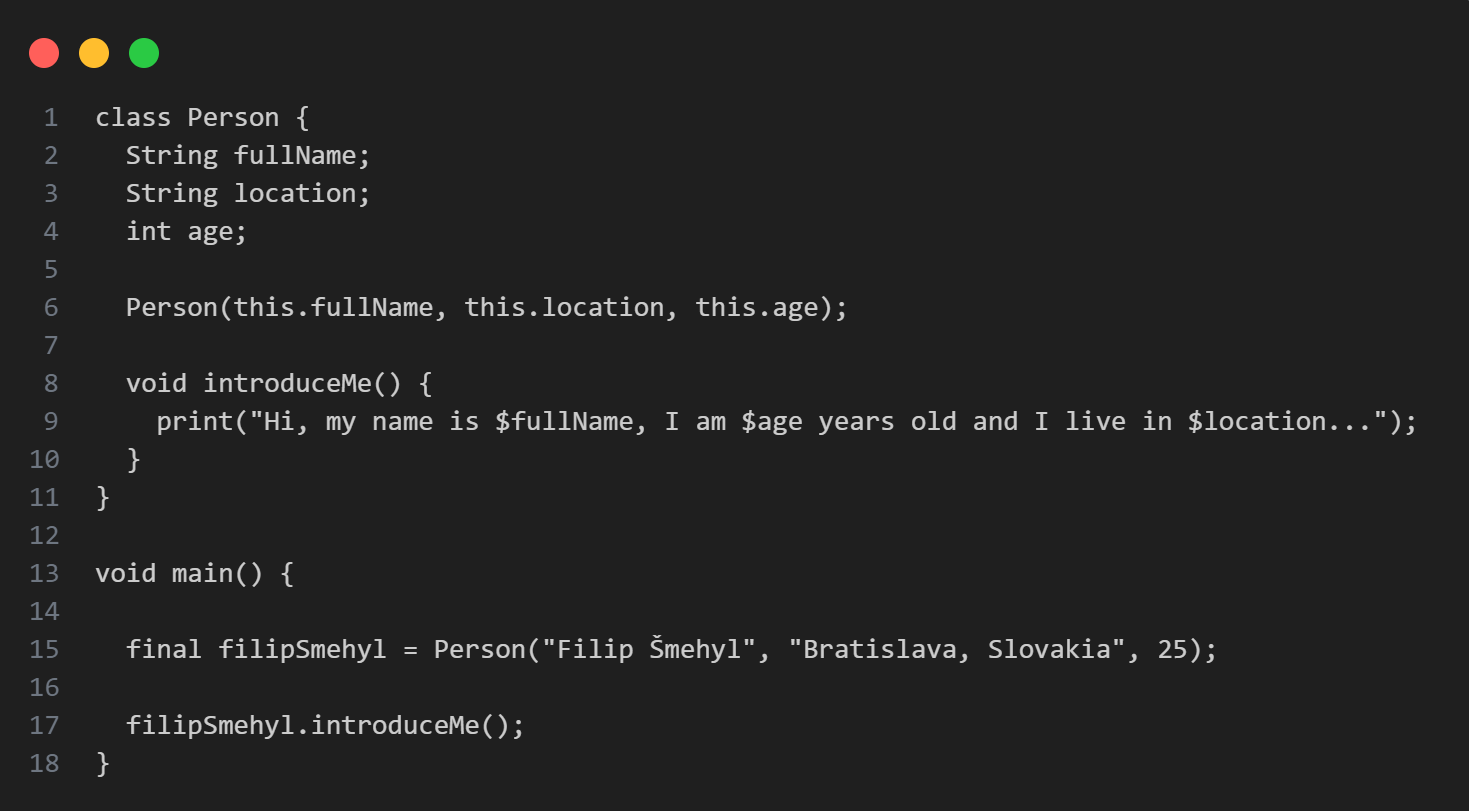 1 class Person {
2 String fullName;
3 String location;
4 int age;
5
6 Person(this.fullName, this.location, this.age);
7
8 void introduceMe() {
9 print("Hi, my name is $fullName, I am $age years old and I live in $location...");
10 }
11 }
12
13 void main() {
14
15 final filipSmehyl = Person("Filip Šmehyl", "Bratislava, Slovakia", 25);
16
17 filipSmehyl.introduceMe();
18 }